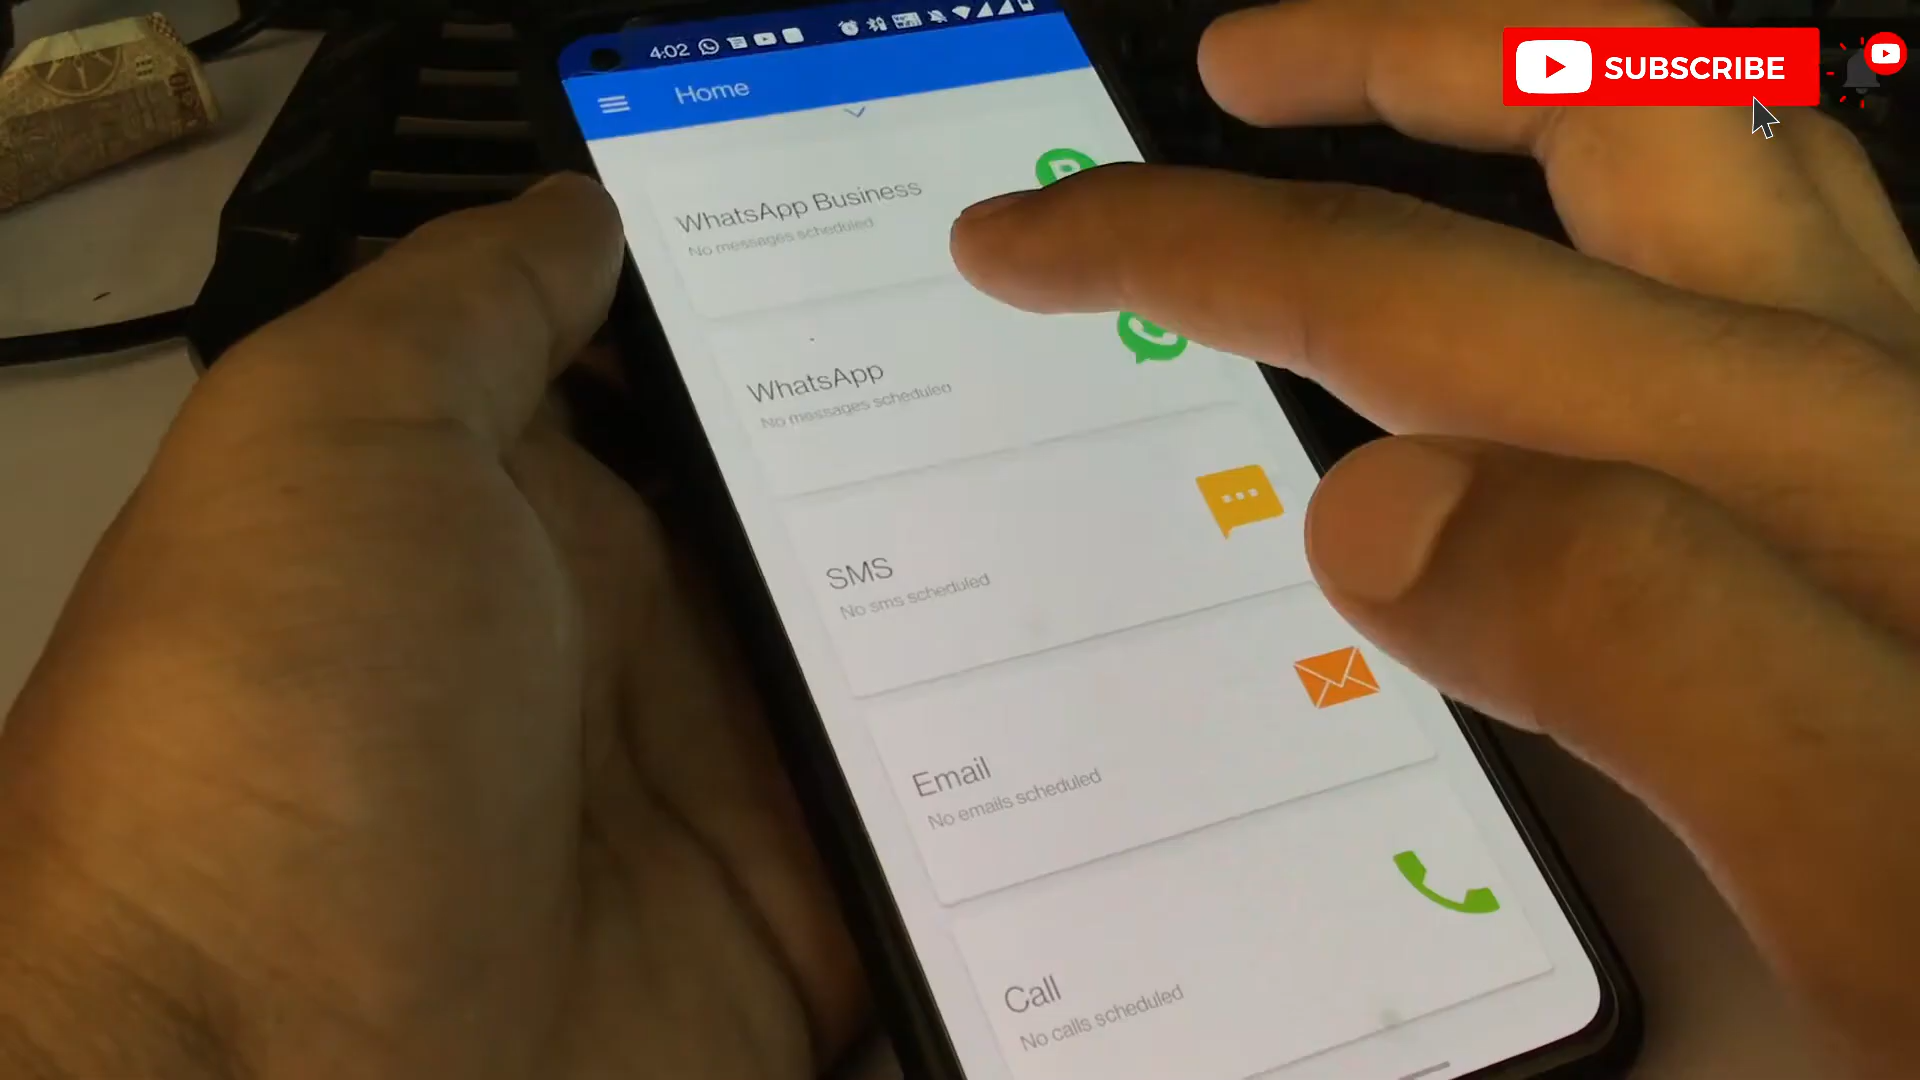 SUBSCRIBE
4:02
Home
WhatsApp Business
No messages scheduled
WhatsApp
No messages scheduled
SMS
No sms scheduled
Email
No emails scheduled
Call
No calls scheduled